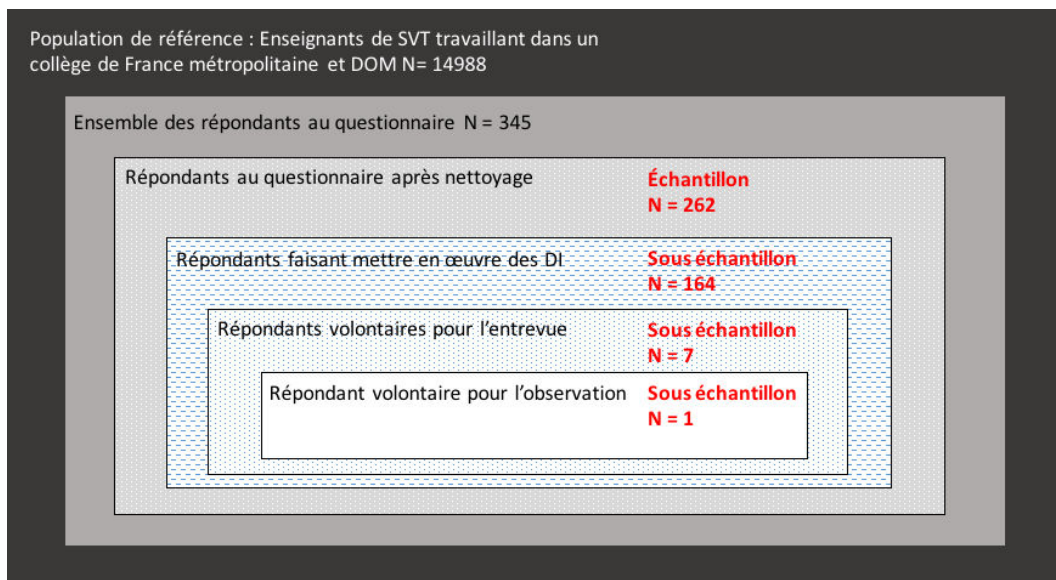 Population de référence : Enseignants de SVT travaillant dans un
collège de France métropolitaine et DOM N= 14988
Ensemble des répondants au questionnaire N = 345
Répondants au questionnaire après nettoyage
Échantillon
N = 262
Répondants faisant mettre en œuvre des DI
Sous échantillon
N = 164
Répondants volontaires pour l'entrevue
Sous échantillon
N = 7
Répondant volontaire pour l'observation
Sous échantillon
N = 1